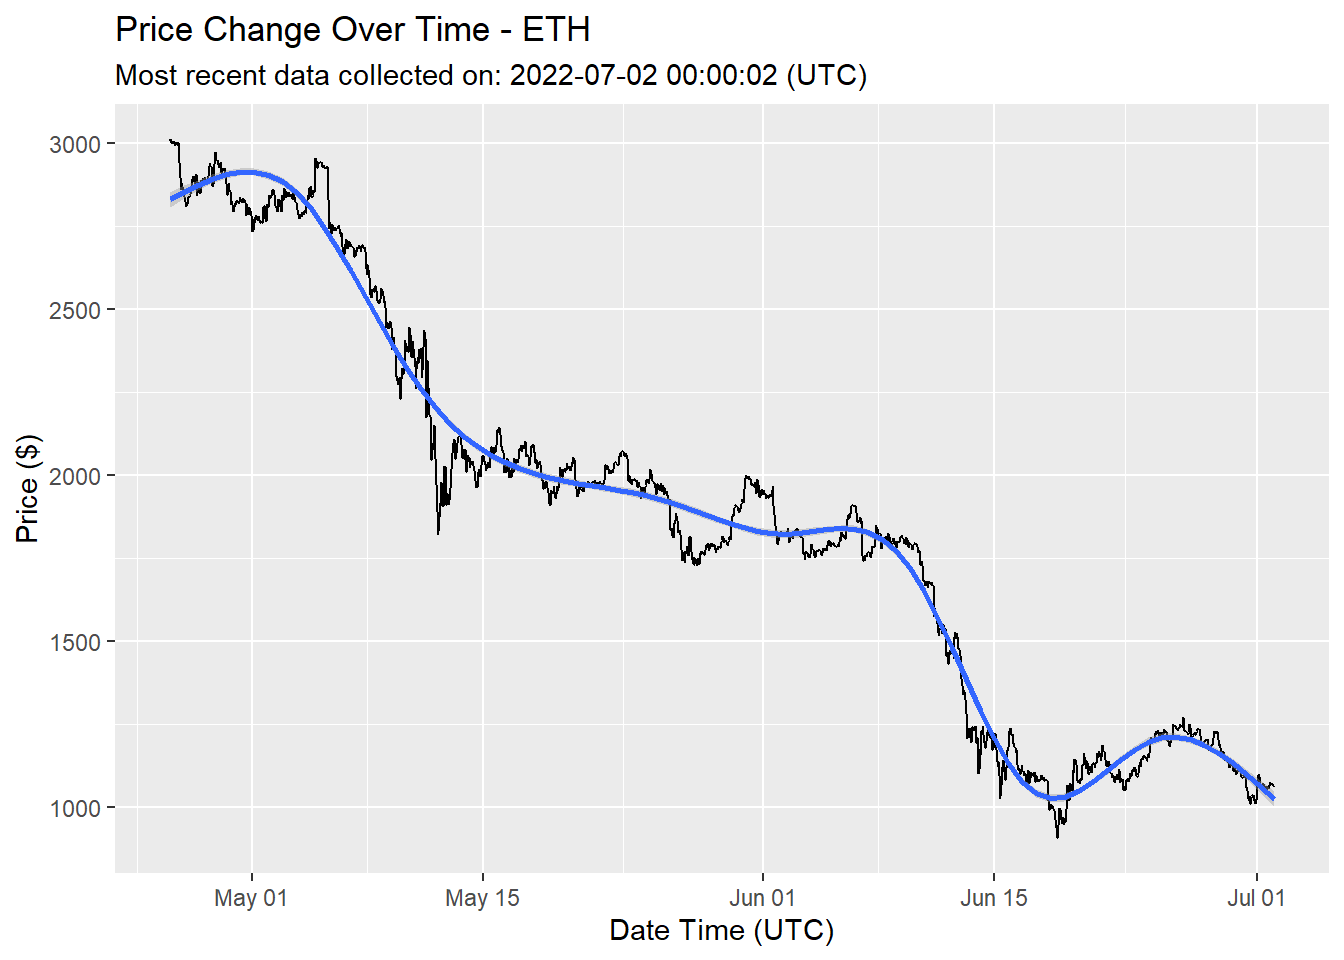 Price Change Over Time - ETH
Most recent data collected on: 2022-07-02 00:00:02 (UTC)
3000
2500
2000
1500
1000
Price ($)
May 01
May 15
Jun 01
Jun 15
Jul 01
Date Time (UTC)